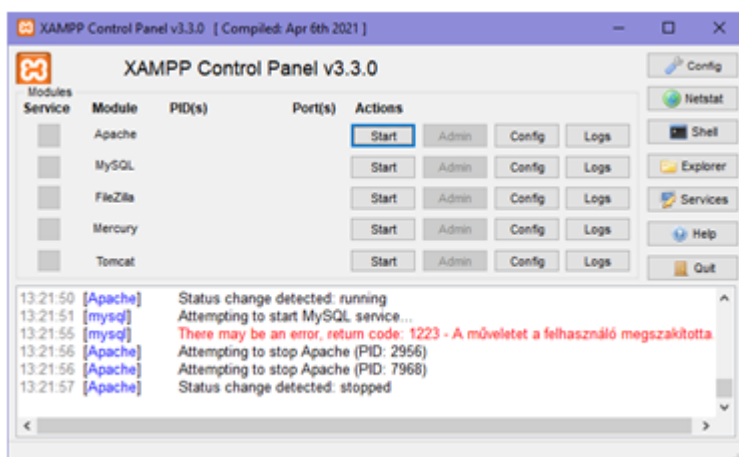 XAMPP Control Panel v3.3.0 [ Compiled: Apr 6th 2021 ]
XAMPP Control Panel v3.3.0
Config
Modules
Service Module PID(s) Port(s) Actions
Netstat
Apache Start Admin Config Logs
Shell
MySQL Start Admin Config Logs
Explorer
FileZilla Start Admin Config Logs
Services
Mercury Start Admin Config Logs
Help
Tomcat Start Admin Config Logs
Quit
13:21:50 [Apache] Status change detected: running
13:21:51 [mysql] Attempting to start MySQL service...
13:21:55 [mysql] There may be an error, return code: 1223 - A műveletet a felhasználó megszakította
13:21:56 [Apache] Attempting to stop Apache (PID: 2956)
13:21:56 [Apache] Attempting to stop Apache (PID: 7968)
13:21:57 [Apache] Status change detected: stopped